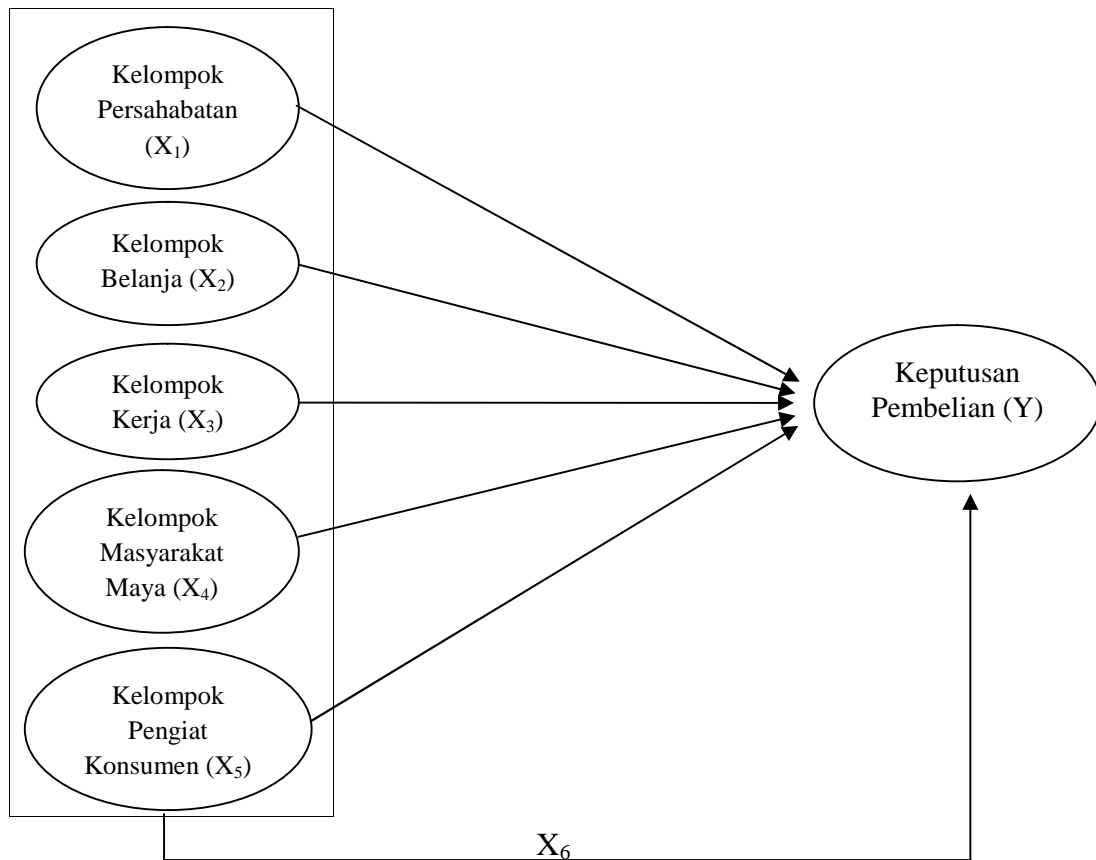 Kelompok
Persahabatan
(X₁)
Kelompok
Belanja (X₂)
Kelompok
Kerja (X₃)
Kelompok
Masyarakat
Maya (X₄)
Kelompok
Pengiat
Konsumen (X₅)
Keputusan
Pembelian (Y)
X₆